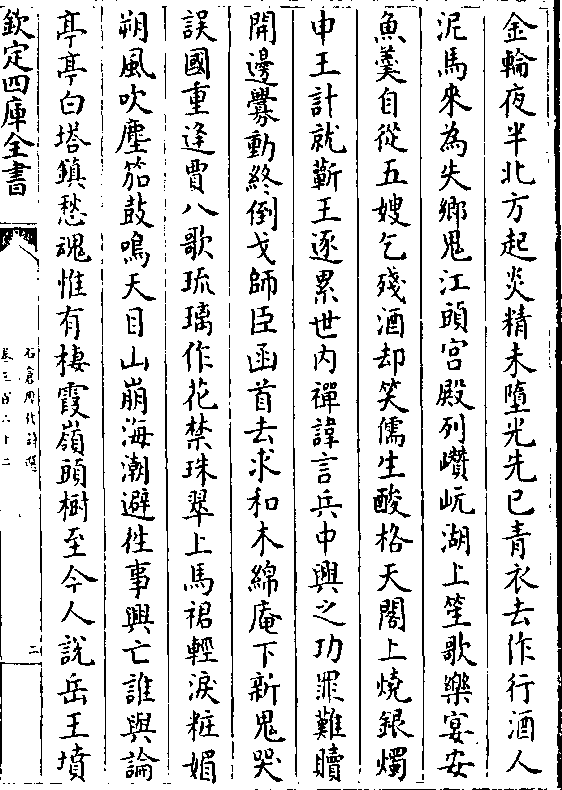 金輪夜半北方起炎精未墮光先已青衣去作行酒人
泥馬來為失鄉鬼江頭宮殿列巑岏湖上笙歌樂宴安
魚羹自從五嫂乞殘酒却笑儒生酸格天閣上燒銀燭
申王計就蘄王逐累世内禪諱言兵中興之功罪難贖
開邊釁動終倒戈師臣函首去求和木綿庵下新鬼哭
誤國重逢賈八歌琉璃作花禁珠翠上馬裙輕淚粧媚
朔風吹塵笳鼓鳴天目山崩海潮避徃事興亡誰與論
亭亭白塔鎮愁魂惟有棲霞嶺頭樹至今人說岳王墳
欽定四庫全書
石倉歷代詩選
二